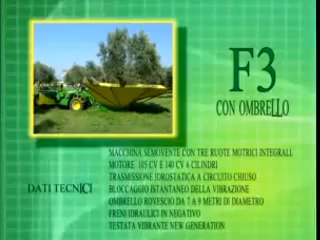 F3
CON OMBRELLO
DATI TECNICI
MACCHINA SEMOVENTE CON TRE RUOTE MOTRICI INTEGRALI
MOTORE 105 CV E 140 CV 6 CILINDRI
TRASMISSIONE IDROSTATICA A CIRCUITO CHIUSO
BLOCCAGGIO ISTANTANEO DELLA VIBRAZIONE
OMBRELLO ROVESCIO DA 7 A 9 METRI DI DIAMETRO
FRENI IDRAULICI IN NEGATIVO
TESTATA VIBRANTE NEW GENERATION